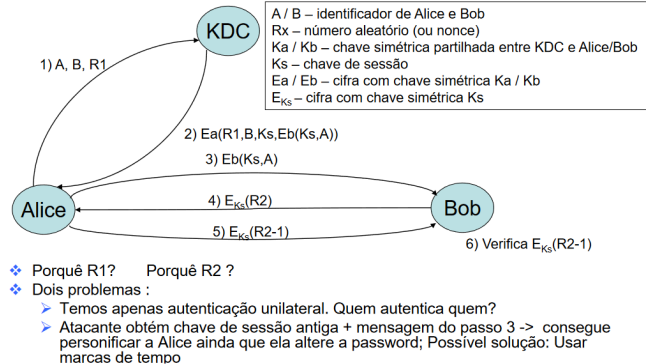 KDC
A / B – identificador de Alice e Bob
Rx – número aleatório (ou nonce)
Ka / Kb – chave simétrica partilhada entre KDC e Alice/Bob
Ks – chave de sessão
Ea / Eb – cifra com chave simétrica Ka / Kb
E_Ks – cifra com chave simétrica Ks
1) A, B, R1
2) Ea(R1,B,Ks,Eb(Ks,A))
3) Eb(Ks,A)
Alice
4) E_Ks(R2)
Bob
5) E_Ks(R2-1)
6) Verifica E_Ks(R2-1)
Porquê R1? Porquê R2 ?
Dois problemas :
Temos apenas autenticação unilateral. Quem autentica quem?
Atacante obtém chave de sessão antiga + mensagem do passo 3 -> consegue
personificar a Alice ainda que ela altere a password; Possível solução: Usar
marcas de tempo